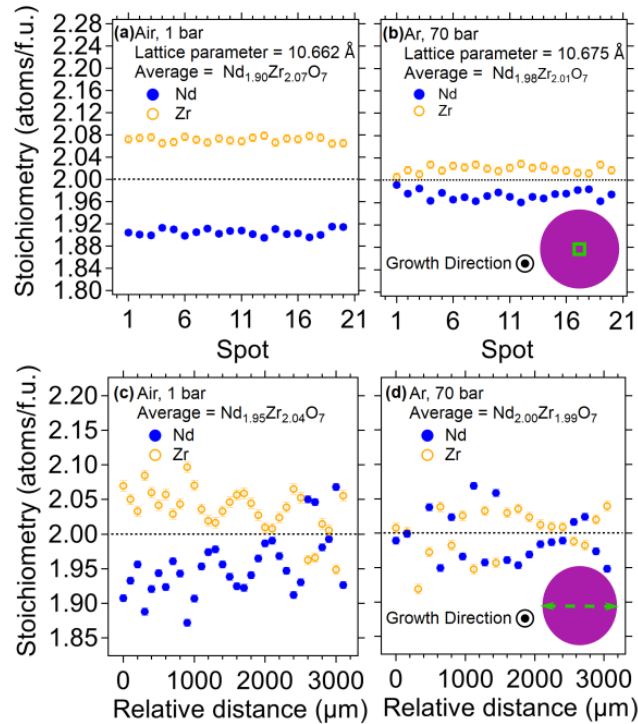 (a) Air, 1 bar
Lattice parameter = 10.662 Å
Average = Nd1.90Zr2.07O7
Nd
Zr
2.28
2.24
2.20
2.16
2.12
2.08
2.04
2.00
1.96
1.92
1.88
1.84
1.80
Stoichiometry (atoms/f.u.)
1 6 11 16 21
Spot
(b) Ar, 70 bar
Lattice parameter = 10.675 Å
Average = Nd1.98Zr2.01O7
Nd
Zr
Growth Direction
1 6 11 17 21
Spot
(c) Air, 1 bar
Average = Nd1.95Zr2.04O7
Nd
Zr
2.20
2.15
2.10
2.05
2.00
1.95
1.90
1.85
Stoichiometry (atoms/f.u.)
0 1000 2000 3000
Relative distance (μm)
(d) Ar, 70 bar
Average = Nd2.00Zr1.99O7
Nd
Zr
Growth Direction
0 1000 2000 3000
Relative distance (μm)